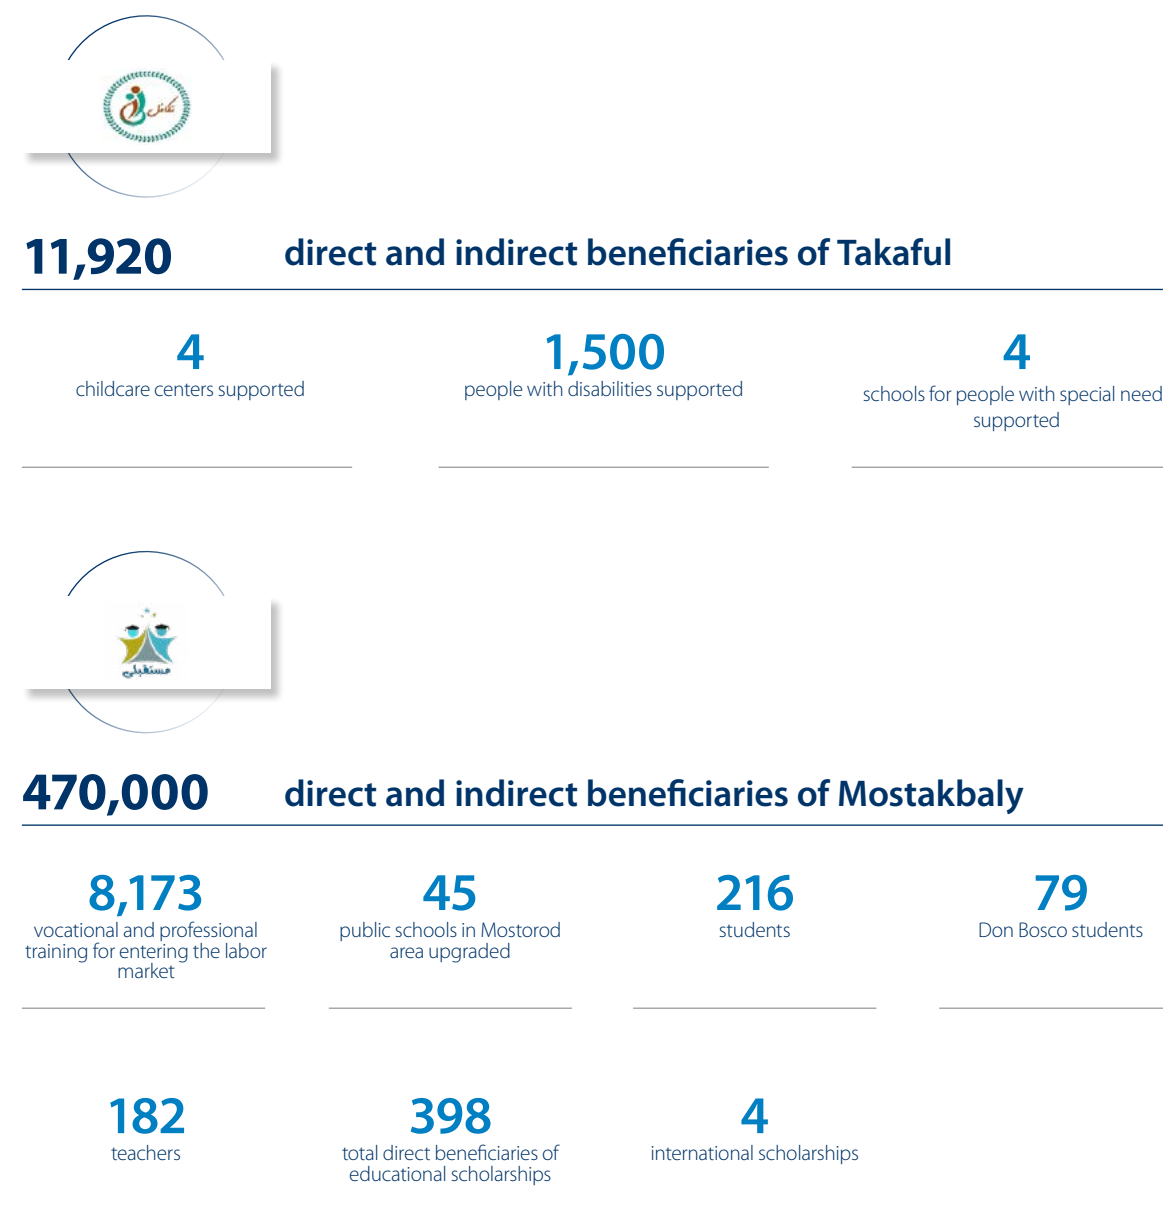 تكافل
11,920
direct and indirect beneficiaries of Takaful
4
childcare centers supported
1,500
people with disabilities supported
4
schools for people with special need
supported
مستقبلي
470,000
direct and indirect beneficiaries of Mostakbaly
8,173
vocational and professional
training for entering the labor
market
45
public schools in Mostorod
area upgraded
216
students
79
Don Bosco students
182
teachers
398
total direct beneficiaries of
educational scholarships
4
international scholarships